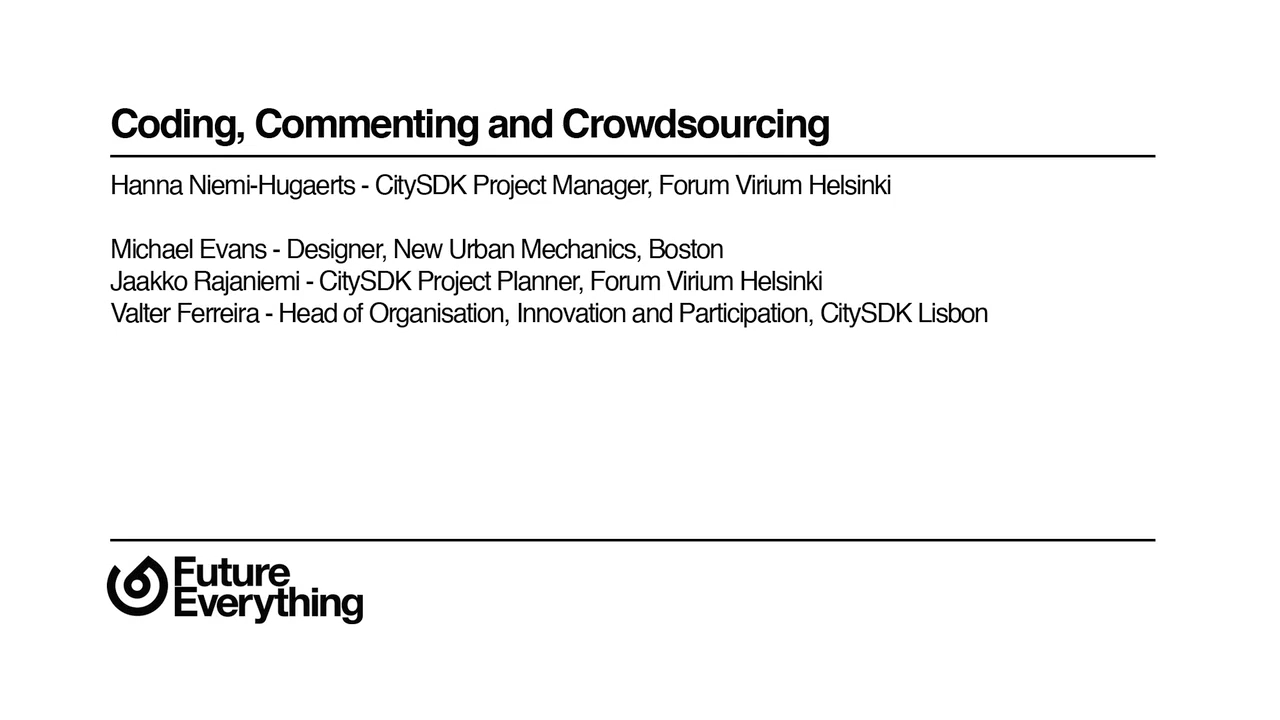 Coding, Commenting and Crowdsourcing
Hanna Niemi-Hugaerts - CitySDK Project Manager, Forum Virium Helsinki
Michael Evans - Designer, New Urban Mechanics, Boston
Jaakko Rajaniemi - CitySDK Project Planner, Forum Virium Helsinki
Valter Ferreira - Head of Organisation, Innovation and Participation, CitySDK Lisbon
Future
Everything